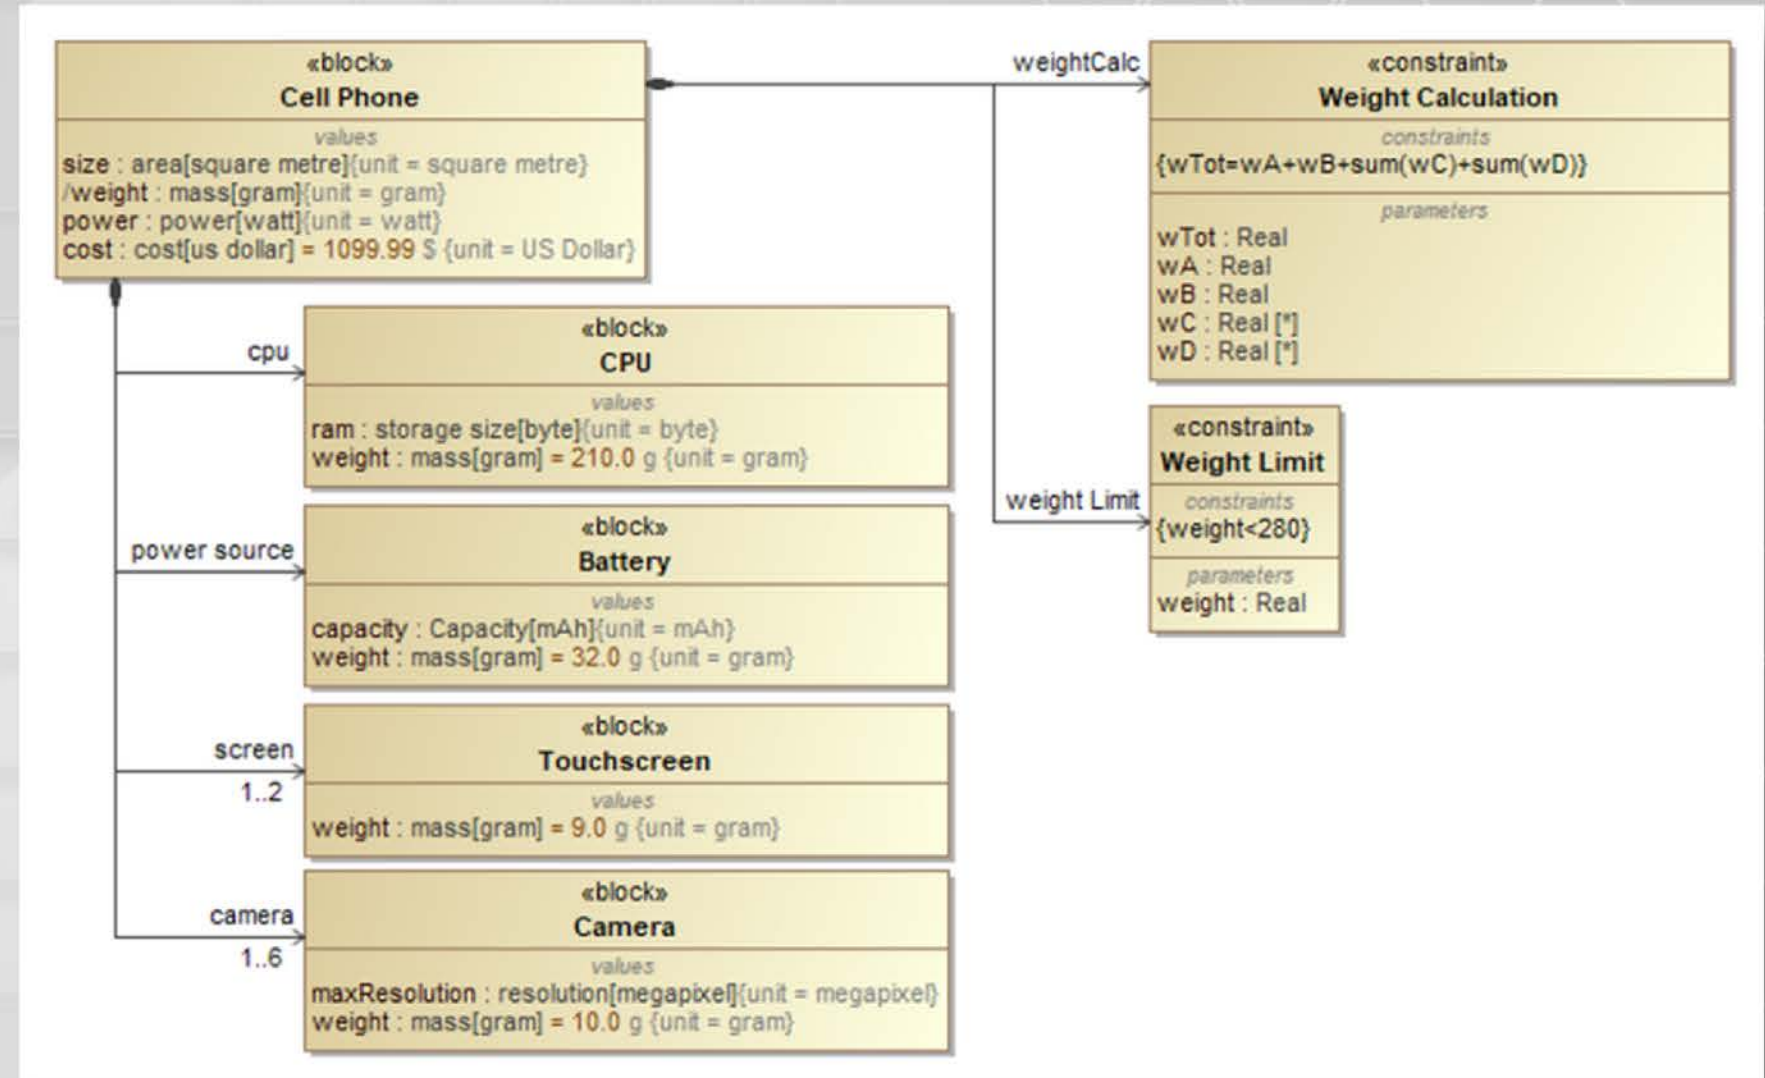 «block»
Cell Phone
values
size : area[square metre]{unit = square metre}
/weight : mass[gram]{unit = gram}
power : power[watt]{unit = watt}
cost : cost[us dollar] = 1099.99 $ {unit = US Dollar}
weightCalc
«constraint»
Weight Calculation
constraints
{wTot=wA+wB+sum(wC)+sum(wD)}
parameters
wTot : Real
wA : Real
wB : Real
wC : Real [*]
wD : Real [*]
cpu
«block»
CPU
values
ram : storage size[byte]{unit = byte}
weight : mass[gram] = 210.0 g {unit = gram}
weight Limit
«constraint»
Weight Limit
constraints
{weight<280}
parameters
weight : Real
power source
«block»
Battery
values
capacity : Capacity[mAh]{unit = mAh}
weight : mass[gram] = 32.0 g {unit = gram}
screen
1..2
«block»
Touchscreen
values
weight : mass[gram] = 9.0 g {unit = gram}
camera
1..6
«block»
Camera
values
maxResolution : resolution[megapixel]{unit = megapixel}
weight : mass[gram] = 10.0 g {unit = gram}